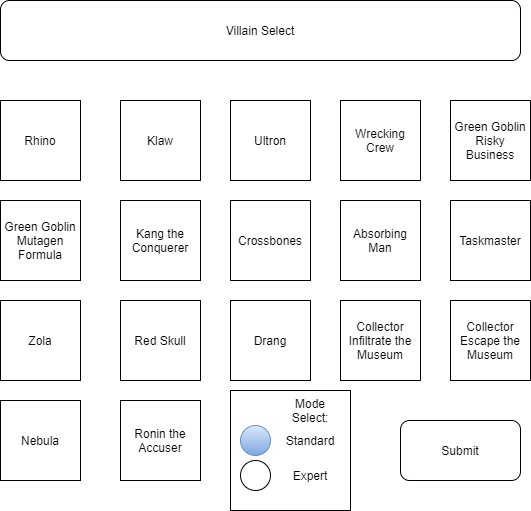 Villain Select
Rhino
Klaw
Ultron
Wrecking
Crew
Green Goblin
Risky
Business
Green Goblin
Mutagen
Formula
Kang the
Conquerer
Crossbones
Absorbing
Man
Taskmaster
Zola
Red Skull
Drang
Collector
Infiltrate the
Museum
Collector
Escape the
Museum
Nebula
Ronin the
Accuser
Mode
Select:
Standard
Expert
Submit